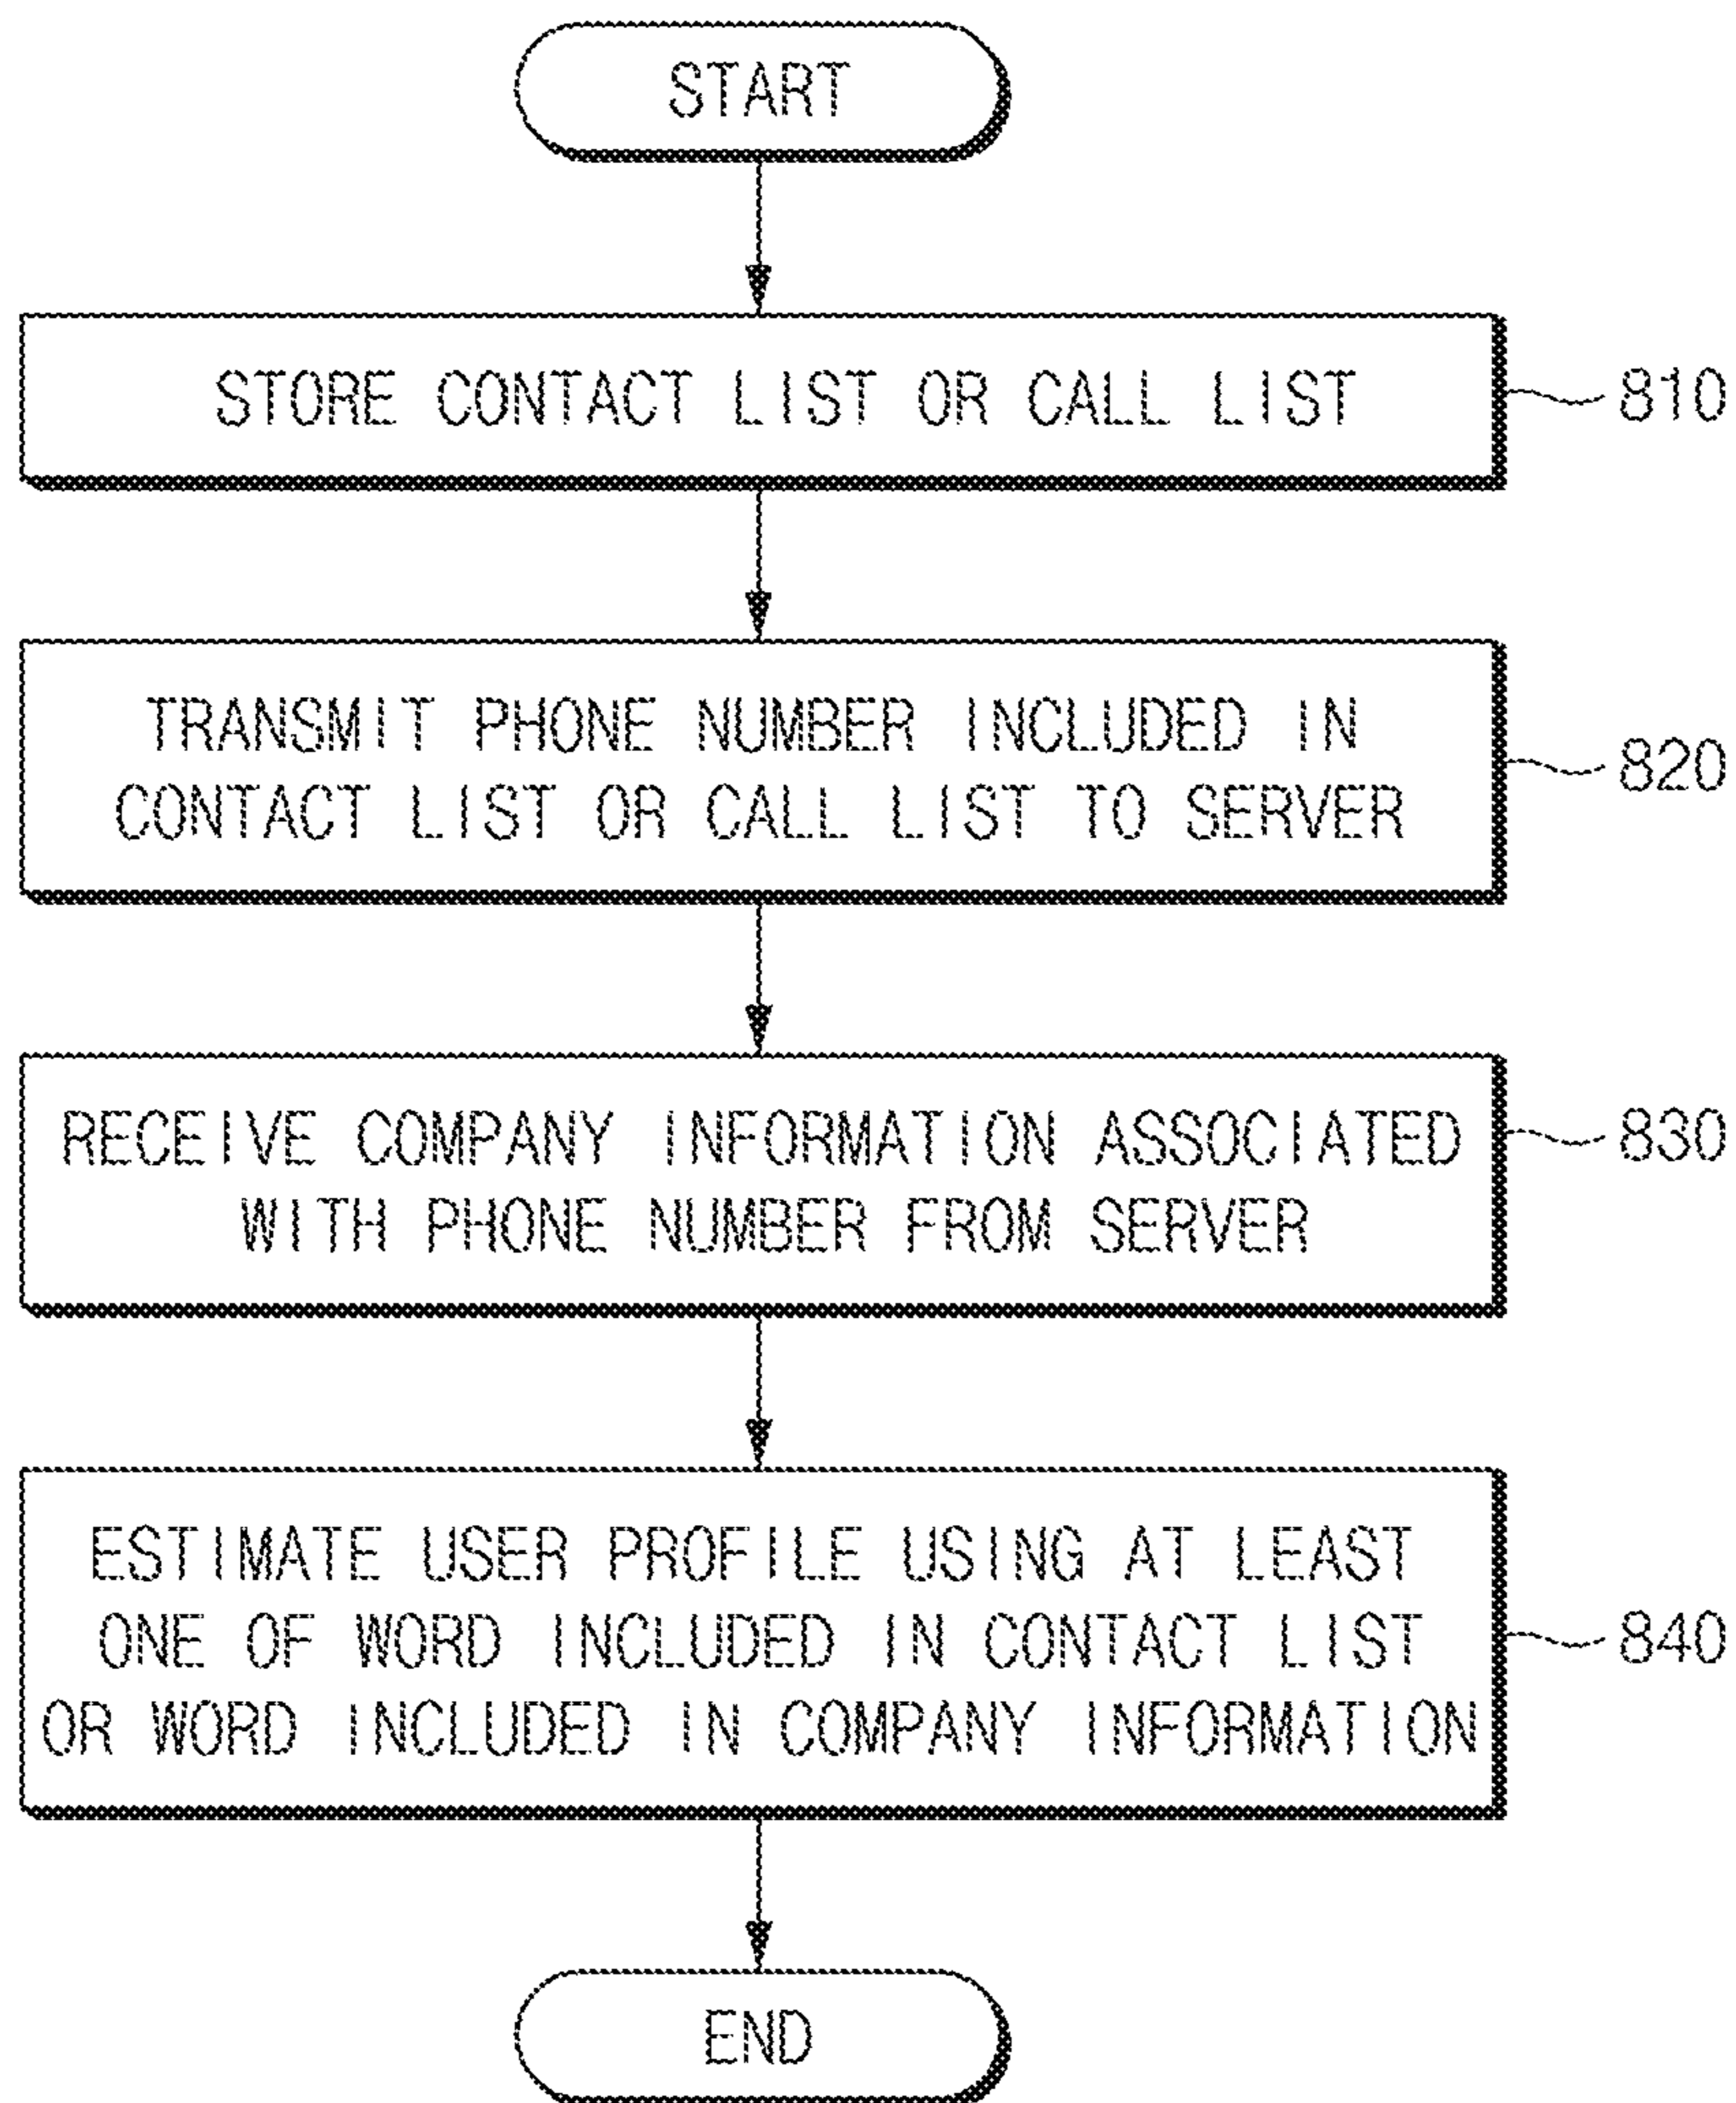 START
STORE CONTACT LIST OR CALL LIST
810
TRANSMIT PHONE NUMBER INCLUDED IN
CONTACT LIST OR CALL LIST TO SERVER
820
RECEIVE COMPANY INFORMATION ASSOCIATED
WITH PHONE NUMBER FROM SERVER
830
ESTIMATE USER PROFILE USING AT LEAST
ONE OF WORD INCLUDED IN CONTACT LIST
OR WORD INCLUDED IN COMPANY INFORMATION
840
END